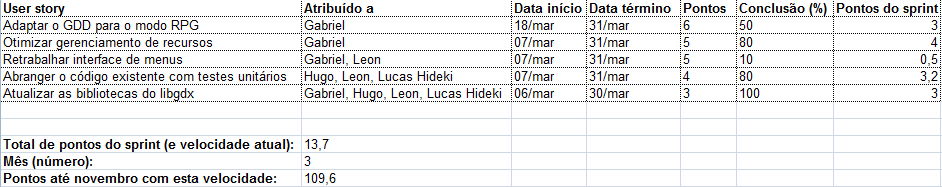 User story Atribuído a Data início Data término Pontos Conclusão (%) Pontos do sprint
Adaptar o GDD para o modo RPG Gabriel 18/mar 31/mar 6 50 3
Otimizar gerenciamento de recursos Gabriel 07/mar 31/mar 5 80 4
Retrabalhar interface de menus Gabriel, Leon 07/mar 31/mar 5 10 0,5
Abranger o código existente com testes unitários Hugo, Leon, Lucas Hideki 07/mar 31/mar 4 80 3,2
Atualizar as bibliotecas do libgdx Gabriel, Hugo, Leon, Lucas Hideki 06/mar 30/mar 3 100 3
Total de pontos do sprint (e velocidade atual): 13,7
Mês (número): 3
Pontos até novembro com esta velocidade: 109,6